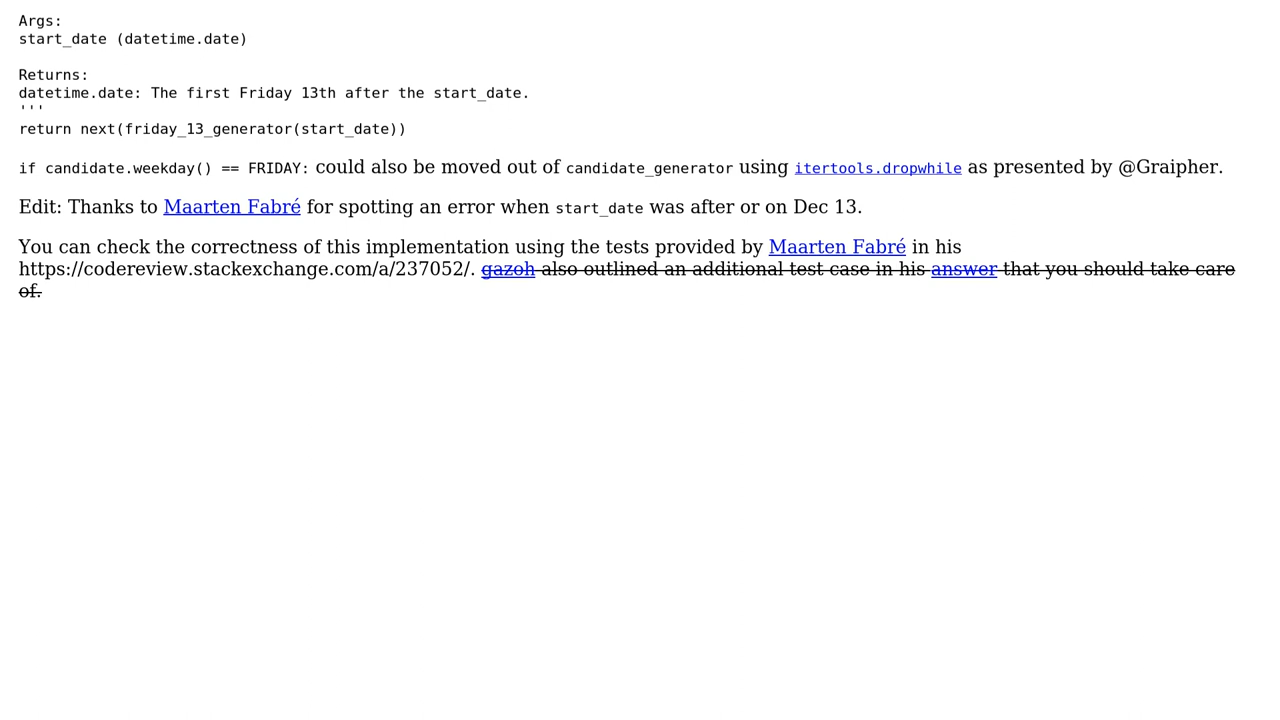 Args:
start_date (datetime.date)
Returns:
datetime.date: The first Friday 13th after the start_date.
'''
return next(friday_13_generator(start_date))
if candidate.weekday() == FRIDAY: could also be moved out of candidate_generator using itertools.dropwhile as presented by @Graipher.
Edit: Thanks to Maarten Fabré for spotting an error when start_date was after or on Dec 13.
You can check the correctness of this implementation using the tests provided by Maarten Fabré in his
https://codereview.stackexchange.com/a/237052/. gazoh also outlined an additional test case in his answer that you should take care
of.